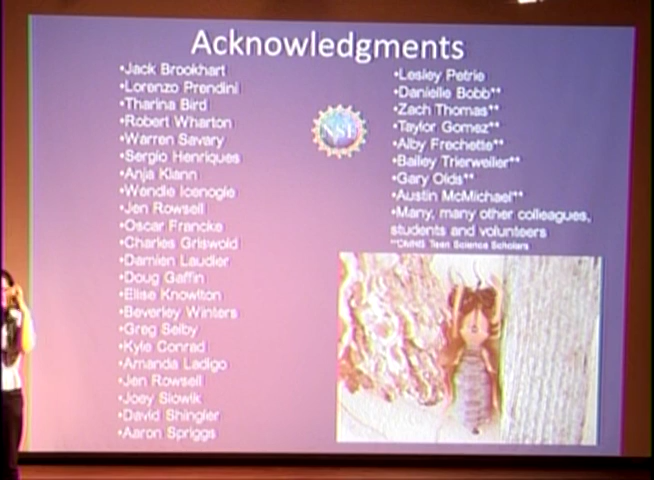 Acknowledgments
•Jack Brookhart
•Lorenzo Prendini
•Tharina Bird
•Robert Wharton
•Warren Savary
•Sergio Henriques
•Anja Klann
•Wendie Icenogle
•Jen Rowsell
•Oscar Francke
•Charles Griswold
•Damien Laudier
•Doug Gaffin
•Elise Knowlton
•Beverley Winters
•Greg Selby
•Kyle Conrad
•Amanda Ladigo
•Jen Rowsell
•Joey Slowik
•David Shingler
•Aaron Spriggs
NSF
•Lesley Petrie
•Danielle Bobb**
•Zach Thomas**
•Taylor Gomez**
•Alby Frechette**
•Bailey Trierweiler**
•Gary Olds**
•Austin McMichael**
•Many, many other colleagues,
students and volunteers
Teen Science Scholars